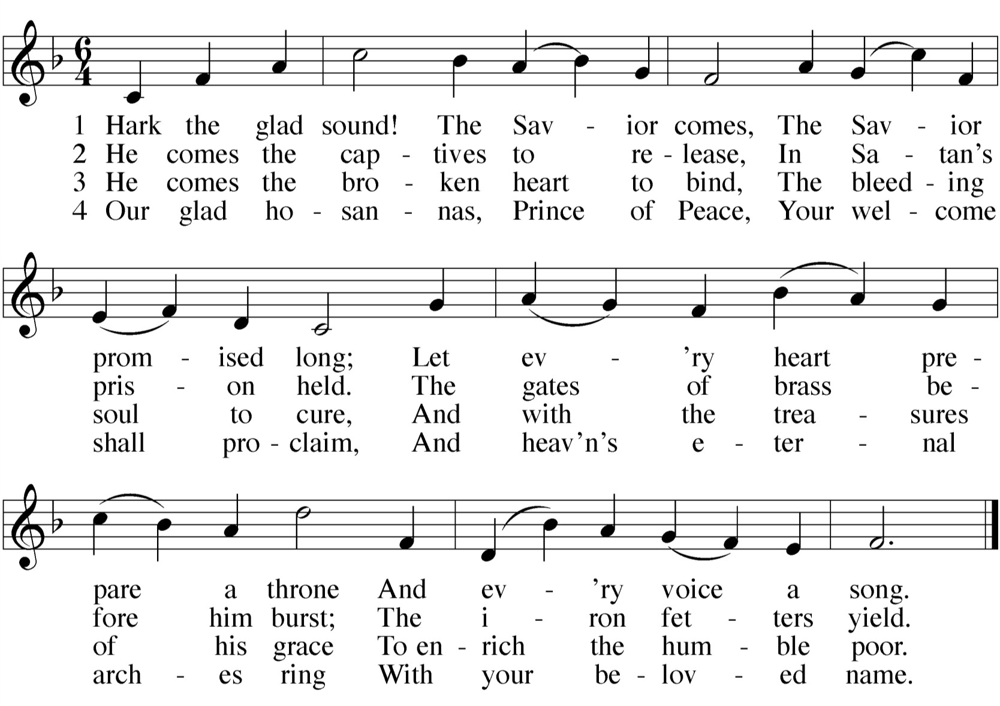 6
4
1 Hark the glad sound! The Sav - ior comes, The Sav - ior
2 He comes the cap - tives to re - lease, In Sa - tan's
3 He comes the bro - ken heart to bind, The bleed - ing
4 Our glad ho - san - nas, Prince of Peace, Your wel - come
prom - ised long; Let ev - 'ry heart pre -
pris - on held. The gates of brass be -
soul to cure, And with the trea - sures
shall pro - claim, And heav'n's e - ter - nal
pare a throne And ev - 'ry voice a song.
fore him burst; The i - ron fet - ters yield.
of his grace To en - rich the hum - ble poor.
arch - es ring With your be - lov - ed name.